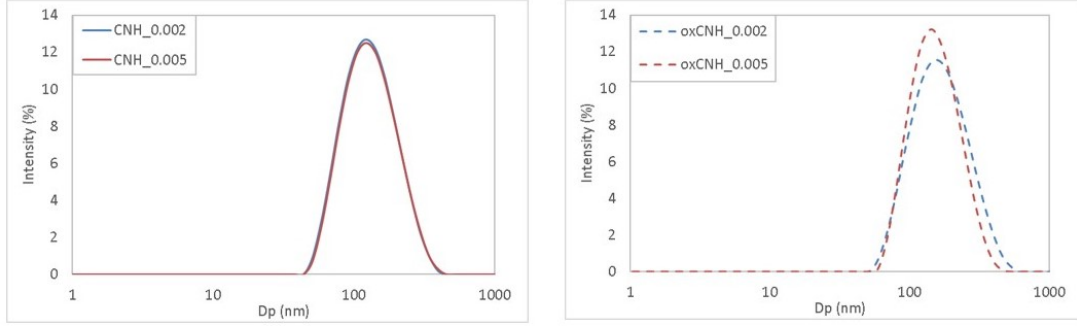 14
12
10
8
6
4
2
0
Intensity (%)
CNH_0.002
CNH_0.005
1 10 100 1000
Dp (nm)
14
12
10
8
6
4
2
0
Intensity (%)
oxCNH_0.002
oxCNH_0.005
1 10 100 1000
Dp (nm)